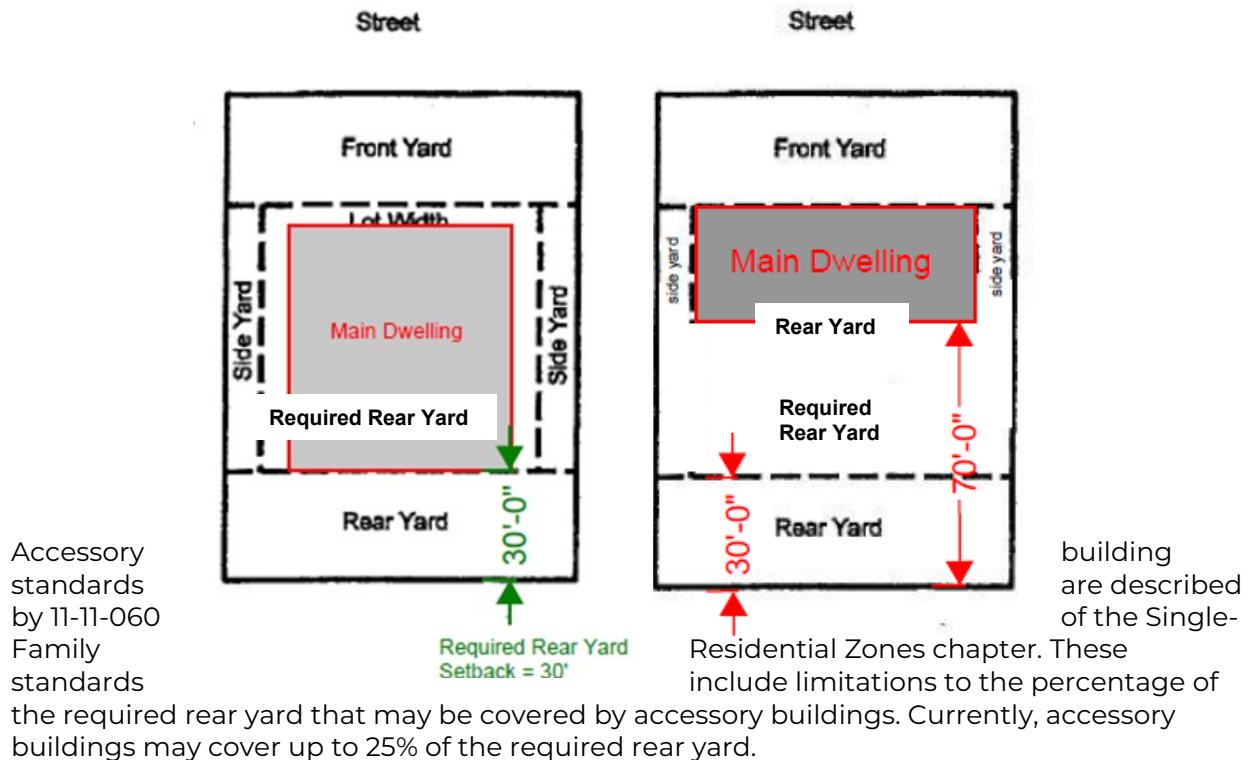 Street
Front Yard
Lot Width
Side Yard
Main Dwelling
Side Yard
Required Rear Yard
Rear Yard
30'-0"
Required Rear Yard
Setback = 30'
Street
Front Yard
side yard
Main Dwelling
side yard
Rear Yard
Required
Rear Yard
70'-0"
30'-0"
Rear Yard
Accessory building
standards are described
by 11-11-060 of the Single-
Family Residential Zones chapter. These
standards include limitations to the percentage of
the required rear yard that may be covered by accessory buildings. Currently, accessory
buildings may cover up to 25% of the required rear yard.